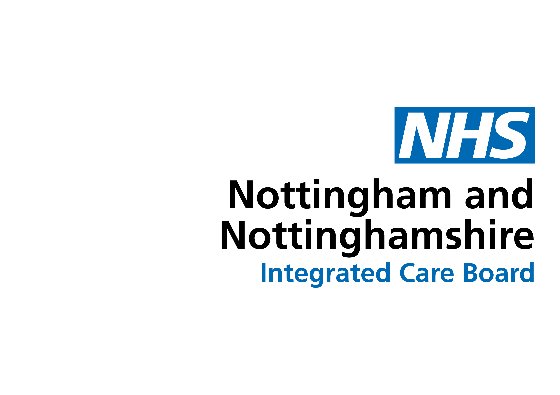 NHS
Nottingham and
Nottinghamshire
Integrated Care Board